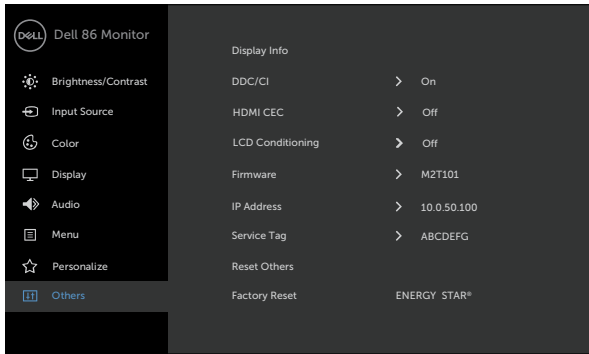 DELL Dell 86 Monitor
Display Info
Brightness/Contrast DDC/CI On
Input Source HDMI CEC Off
Color LCD Conditioning Off
Display Firmware M2T101
Audio IP Address 10.0.50.100
Menu Service Tag ABCDEFG
Personalize Reset Others
Others Factory Reset ENERGY STAR®